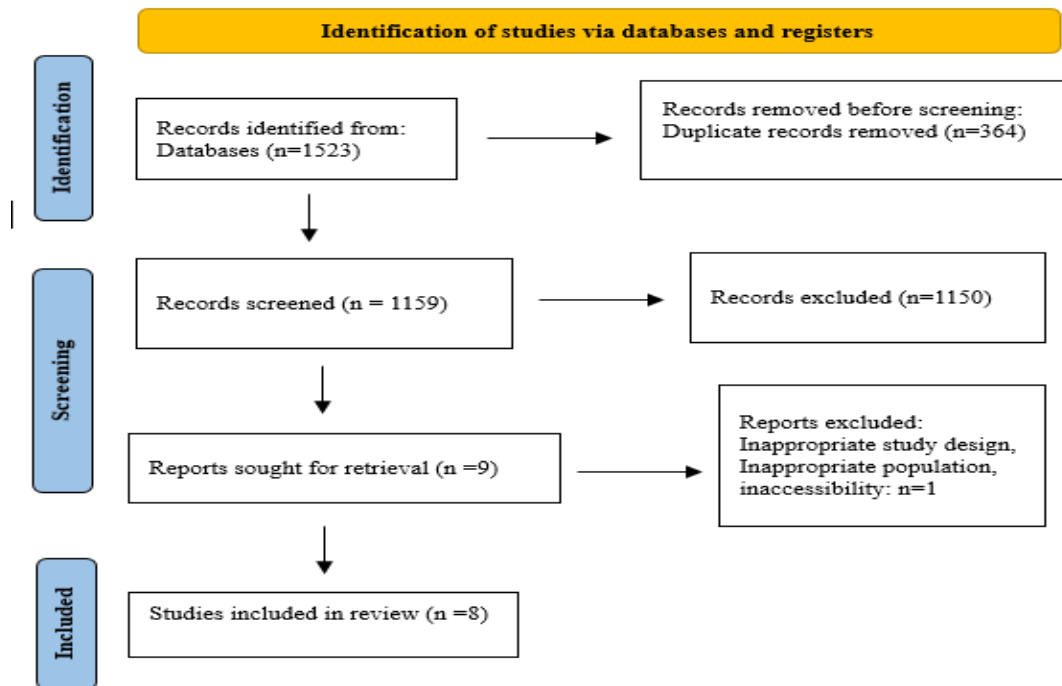 Identification of studies via databases and registers
Identification
Records identified from:
Databases (n=1523)
Records removed before screening:
Duplicate records removed (n=364)
Screening
Records screened (n = 1159)
Records excluded (n=1150)
Reports sought for retrieval (n =9)
Reports excluded:
Inappropriate study design,
Inappropriate population,
inaccessibility: n=1
Included
Studies included in review (n =8)